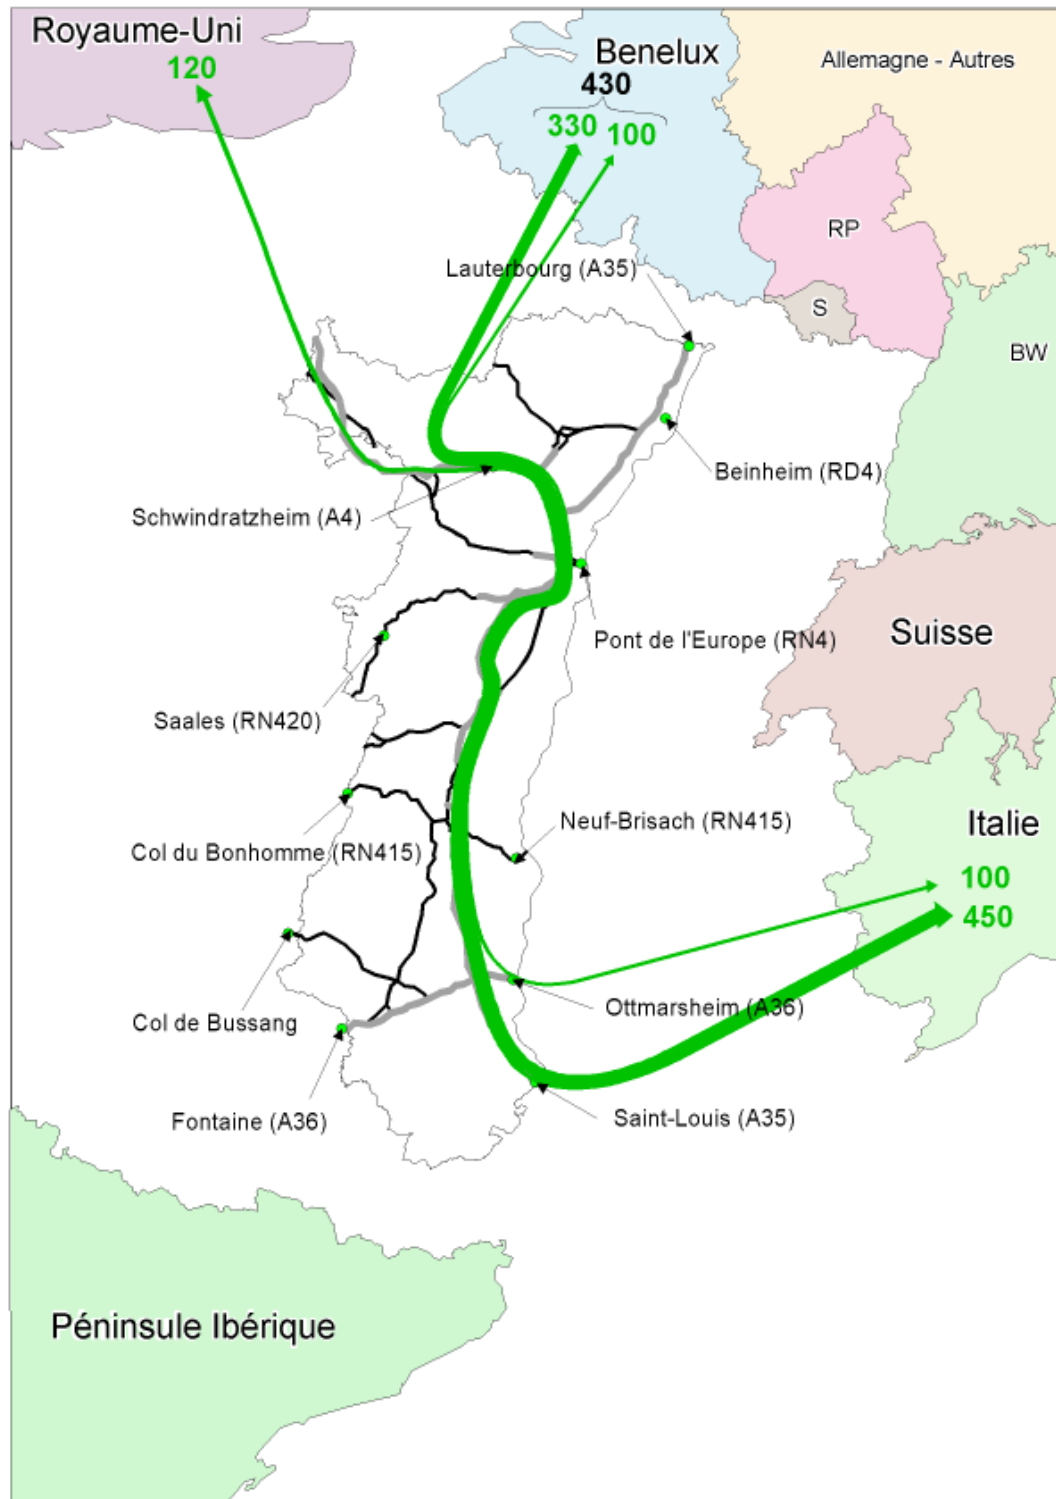 Royaume-Uni
120
Benelux
430
330
100
Allemagne - Autres
RP
S
BW
Lauterbourg (A35)
Beinheim (RD4)
Schwindratzheim (A4)
Pont de l'Europe (RN4)
Suisse
Saales (RN420)
Neuf-Brisach (RN415)
Italie
Col du Bonhomme (RN415)
100
450
Ottmarsheim (A36)
Col de Bussang
Fontaine (A36)
Saint-Louis (A35)
Péninsule Ibérique